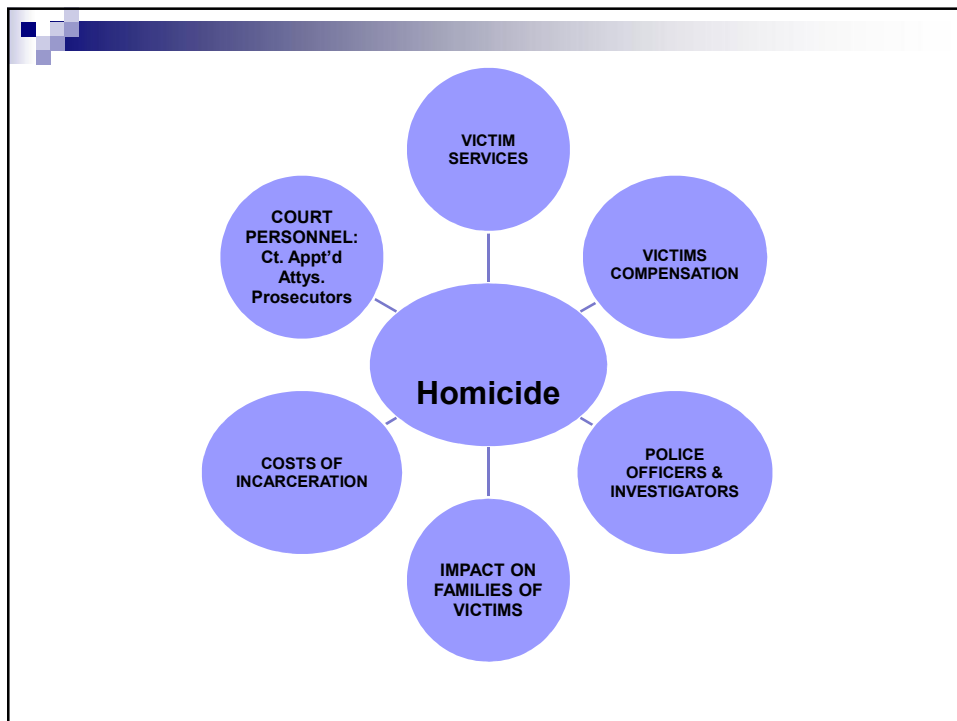 VICTIM
SERVICES
COURT
PERSONNEL:
Ct. Appt’d
Attys.
Prosecutors
VICTIMS
COMPENSATION
Homicide
COSTS OF
INCARCERATION
POLICE
OFFICERS &
INVESTIGATORS
IMPACT ON
FAMILIES OF
VICTIMS